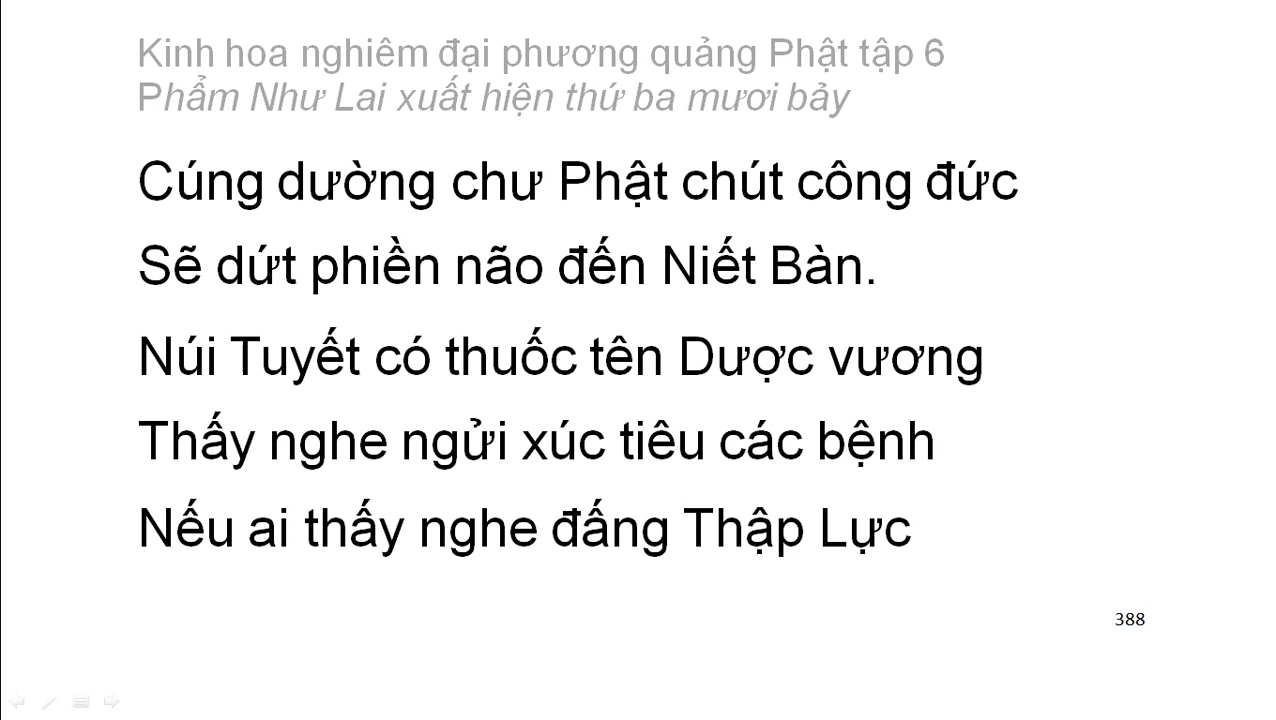 Kinh hoa nghiêm đại phương quảng Phật tập 6
Phẩm Như Lai xuất hiện thứ ba mươi bảy
Cúng dường chư Phật chút công đức
Sẽ dứt phiền não đến Niết Bàn.
Núi Tuyết có thuốc tên Dược vương
Thấy nghe ngửi xúc tiêu các bệnh
Nếu ai thấy nghe đấng Thập Lực
388